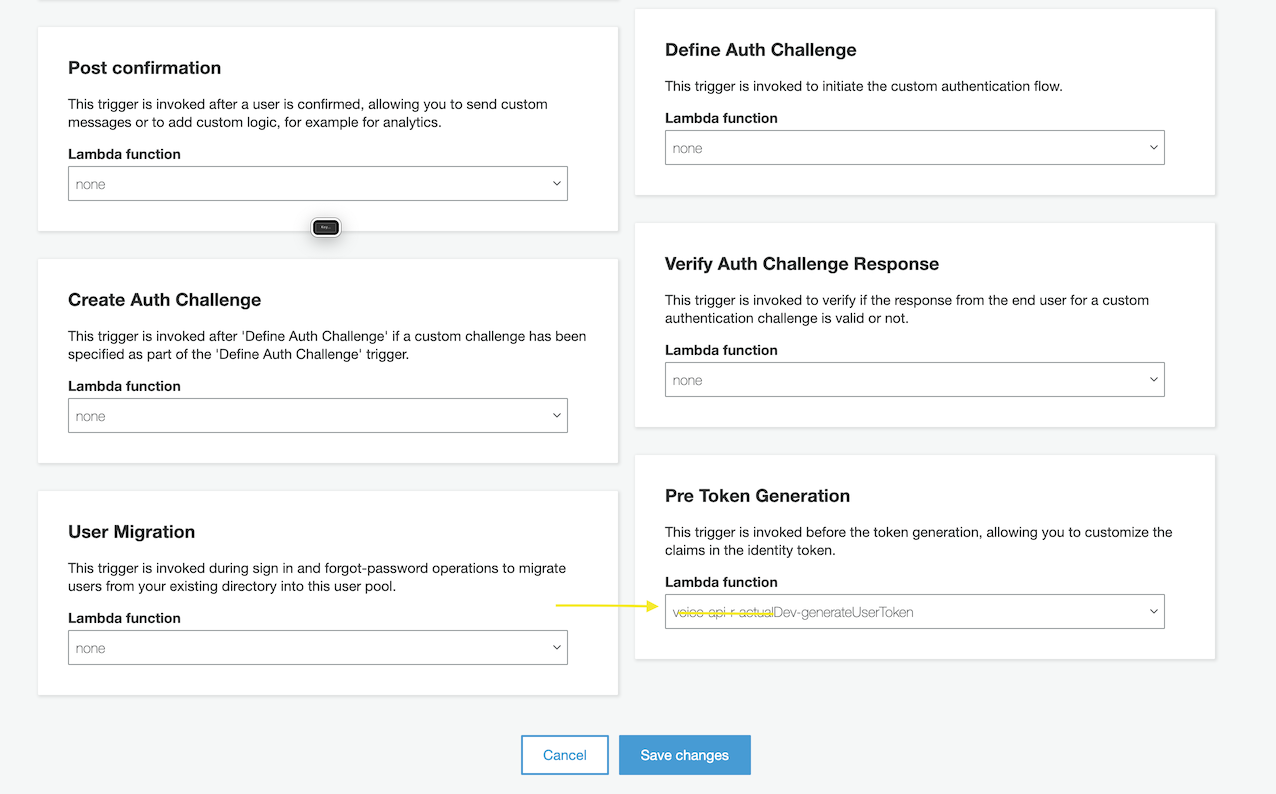 Post confirmation
This trigger is invoked after a user is confirmed, allowing you to send custom
messages or to add custom logic, for example for analytics.
Lambda function
none
Create Auth Challenge
This trigger is invoked after 'Define Auth Challenge' if a custom challenge has been
specified as part of the 'Define Auth Challenge' trigger.
Lambda function
none
User Migration
This trigger is invoked during sign in and forgot-password operations to migrate
users from your existing directory into this user pool.
Lambda function
none
Define Auth Challenge
This trigger is invoked to initiate the custom authentication flow.
Lambda function
none
Verify Auth Challenge Response
This trigger is invoked to verify if the response from the end user for a custom
authentication challenge is valid or not.
Lambda function
none
Pre Token Generation
This trigger is invoked before the token generation, allowing you to customize the
claims in the identity token.
Lambda function
voice-api-r-actualDev-generateUserToken
Cancel
Save changes